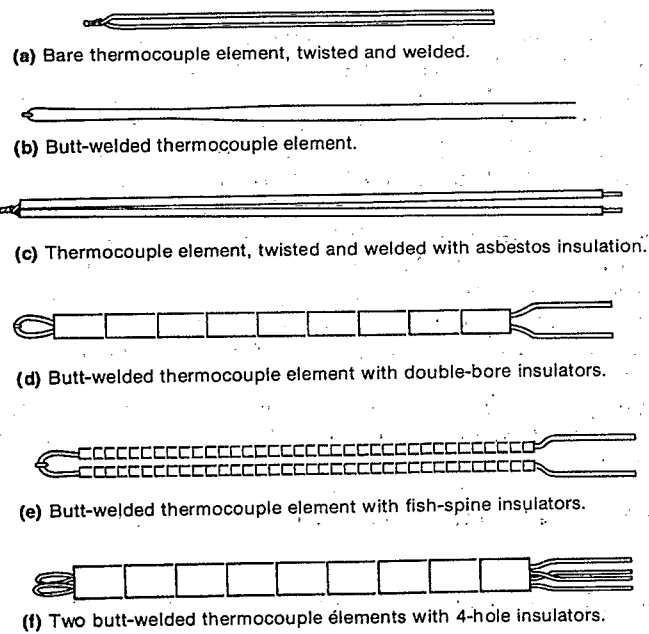 (a) Bare thermocouple element, twisted and welded.
(b) Butt-welded thermocouple element.
(c) Thermocouple element, twisted and welded with asbestos insulation.
(d) Butt-welded thermocouple element with double-bore insulators.
(e) Butt-welded thermocouple element with fish-spine insulators.
(f) Two butt-welded thermocouple elements with 4-hole insulators.